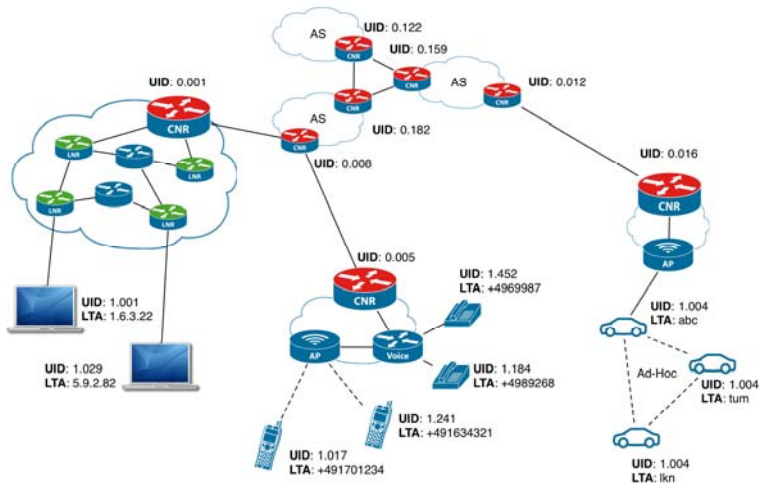 AS
UID: 0.122
CNR
UID: 0.159
AS
CNR
UID: 0.012
CNR
AS
CNR
UID: 0.182
UID: 0.001
CNR
CNR
UID: 0.008
LNR
LNR
LNR
LNR
UID: 0.016
CNR
AP
UID: 0.005
CNR
AP
Voice
UID: 1.452
LTA: +4969987
UID: 1.184
LTA: +4989268
UID: 1.241
LTA: +491634321
UID: 1.017
LTA: +491701234
UID: 1.001
LTA: 1.6.3.22
UID: 1.029
LTA: 5.9.2.82
UID: 1.004
LTA: abc
Ad-Hoc
UID: 1.004
LTA: tum
UID: 1.004
LTA: lkn